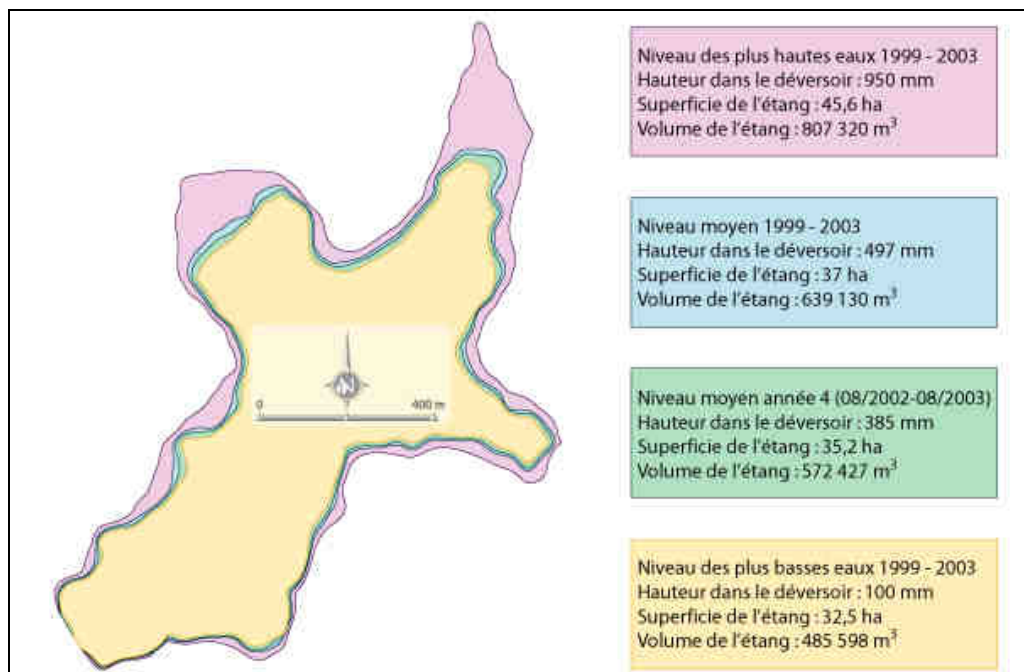 Niveau des plus hautes eaux 1999 - 2003
Hauteur dans le déversoir : 950 mm
Superficie de l'étang : 45,6 ha
Volume de l'étang : 807 320 m³
Niveau moyen 1999 - 2003
Hauteur dans le déversoir : 497 mm
Superficie de l'étang : 37 ha
Volume de l'étang : 639 130 m³
N
0 400 m
Niveau moyen année 4 (08/2002-08/2003)
Hauteur dans le déversoir : 385 mm
Superficie de l'étang : 35,2 ha
Volume de l'étang : 572 427 m³
Niveau des plus basses eaux 1999 - 2003
Hauteur dans le déversoir : 100 mm
Superficie de l'étang : 32,5 ha
Volume de l'étang : 485 598 m³